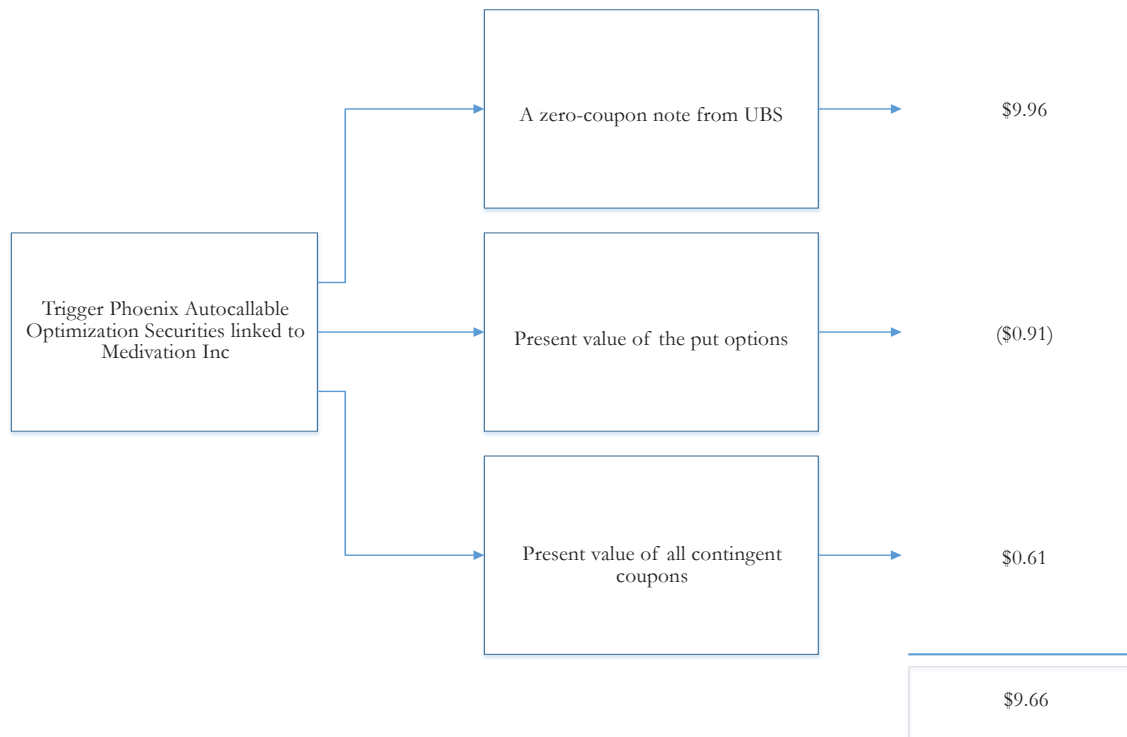 A zero-coupon note from UBS
$9.96
Trigger Phoenix Autocallable
Optimization Securities linked to
Medivation Inc
Present value of the put options
($0.91)
Present value of all contingent
coupons
$0.61
$9.66